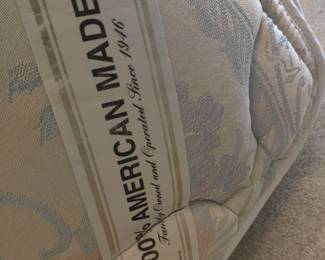 00% AMERICAN MADE
Family Owned and Operated Since 1946